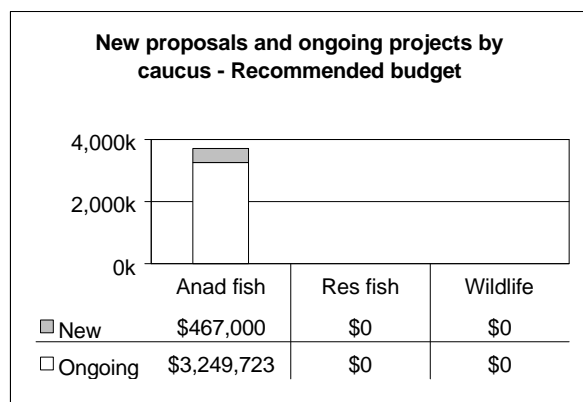 New proposals and ongoing projects by
caucus - Recommended budget
4,000k
2,000k
0k
Anad fish Res fish Wildlife
New $467,000 $0 $0
Ongoing $3,249,723 $0 $0